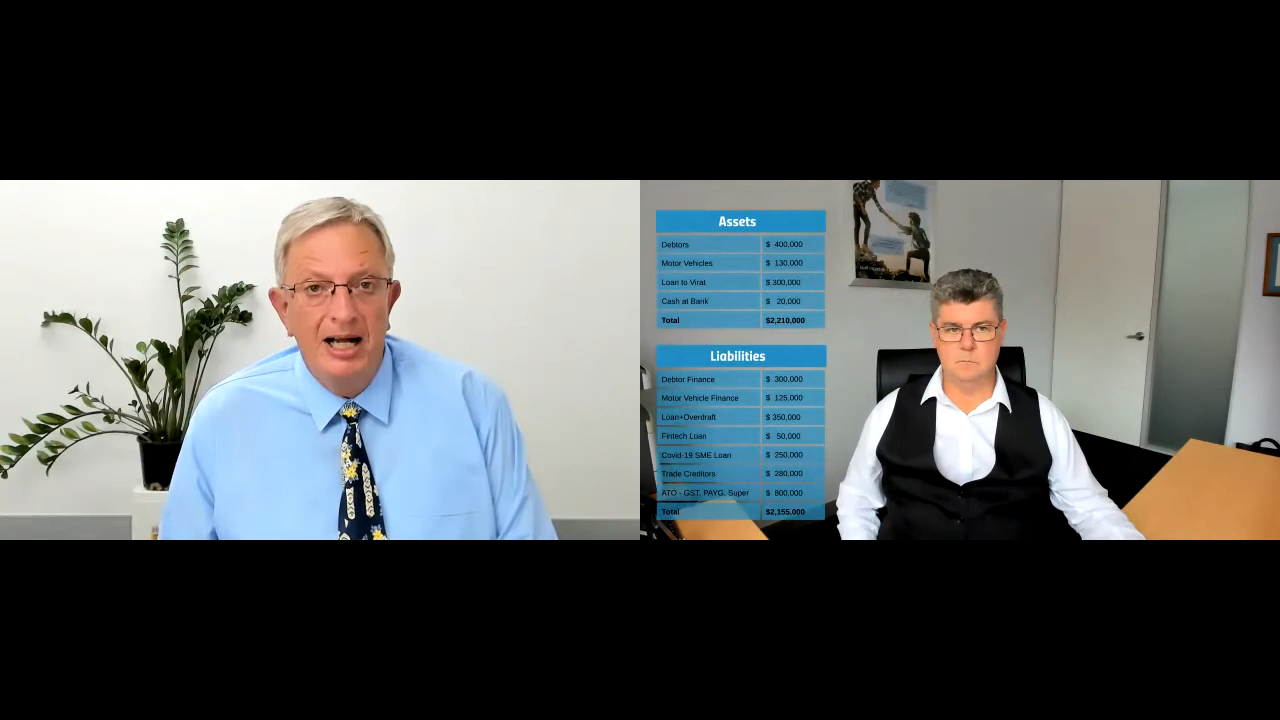 Assets
Debtors $ 400,000
Motor Vehicles $ 130,000
Loan to Virat $ 300,000
Cash at Bank $ 20,000
Total $2,210,000
Liabilities
Debtor Finance $ 300,000
Motor Vehicle Finance $ 125,000
Loan+Overdraft $ 350,000
Fintech Loan $ 50,000
Covid-19 SME Loan $ 250,000
Trade Creditors $ 280,000
ATO - GST. PAYG. Super $ 800,000
Total $2,155,000